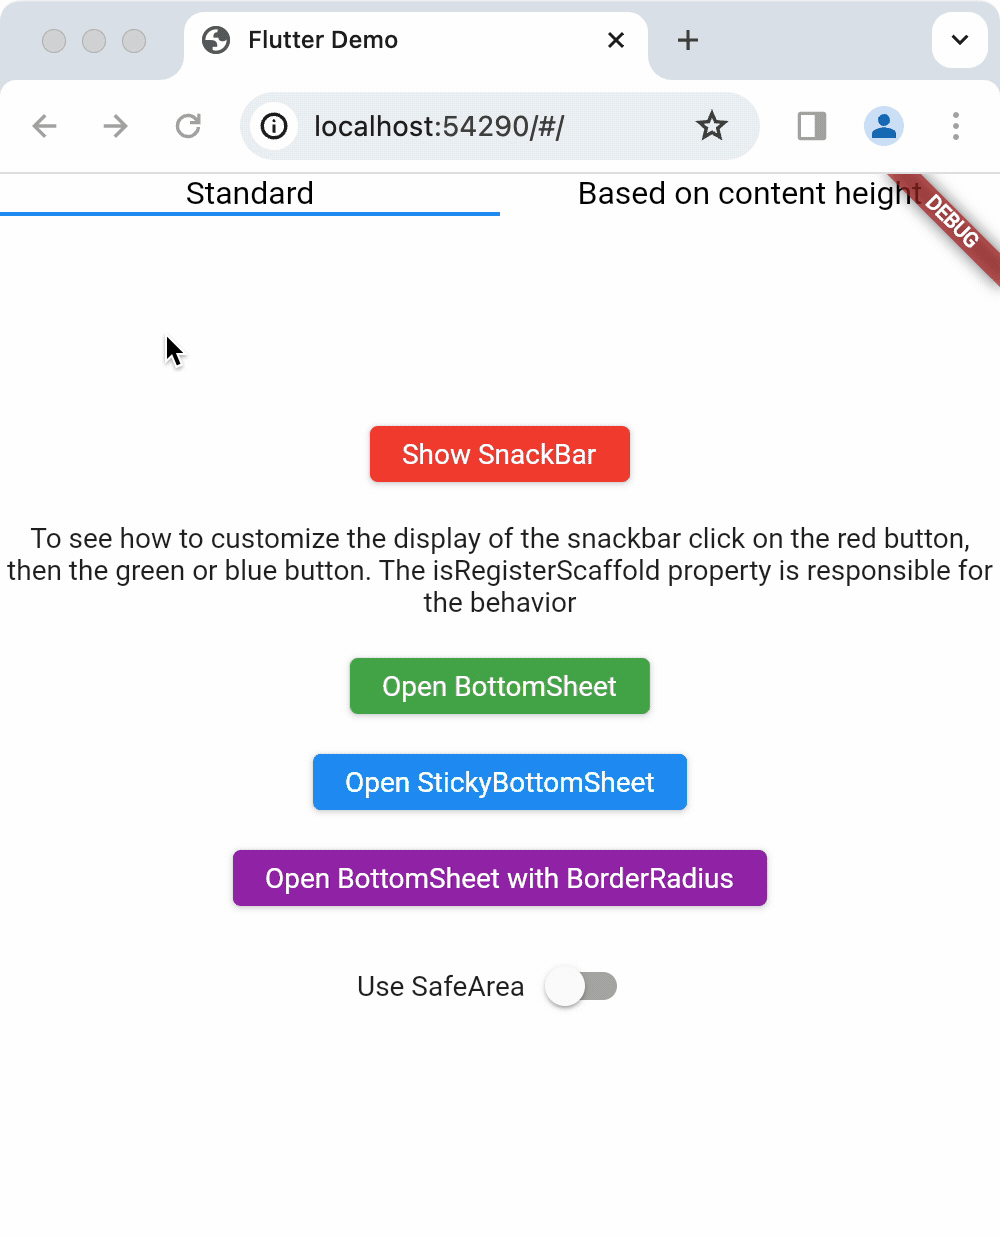 Flutter Demo
localhost:54290/#/
Standard
Based on content height
DEBUG
Show SnackBar
To see how to customize the display of the snackbar click on the red button,
then the green or blue button. The isRegisterScaffold property is responsible for
the behavior
Open BottomSheet
Open StickyBottomSheet
Open BottomSheet with BorderRadius
Use SafeArea